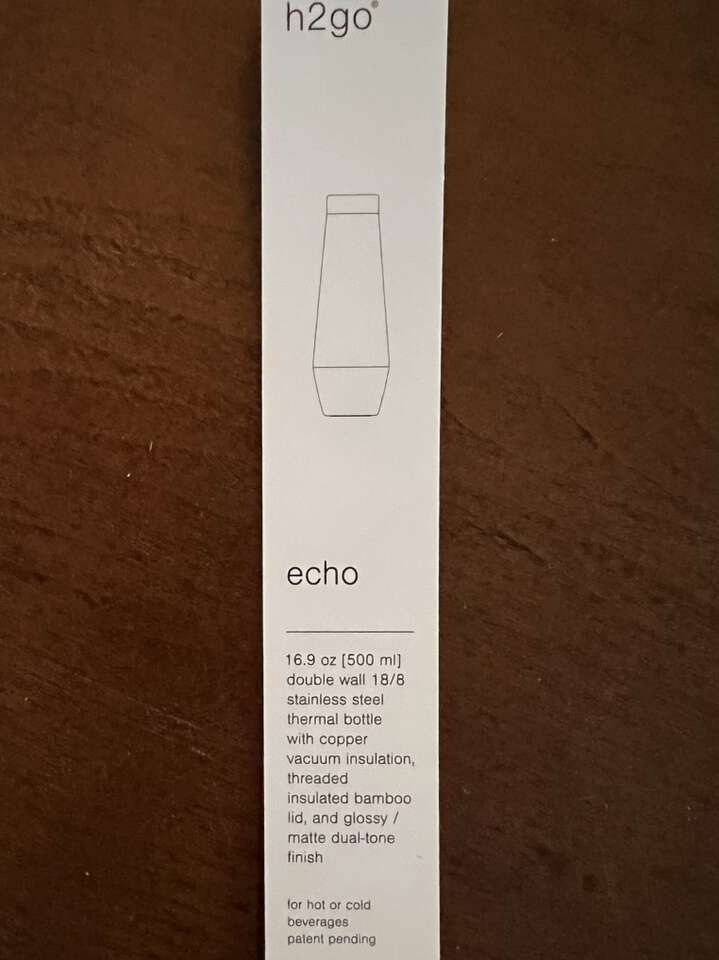 h2go®
echo
16.9 oz [500 ml]
double wall 18/8
stainless steel
thermal bottle
with copper
vacuum insulation,
threaded
insulated bamboo
lid, and glossy /
matte dual-tone
finish
for hot or cold
beverages
patent pending